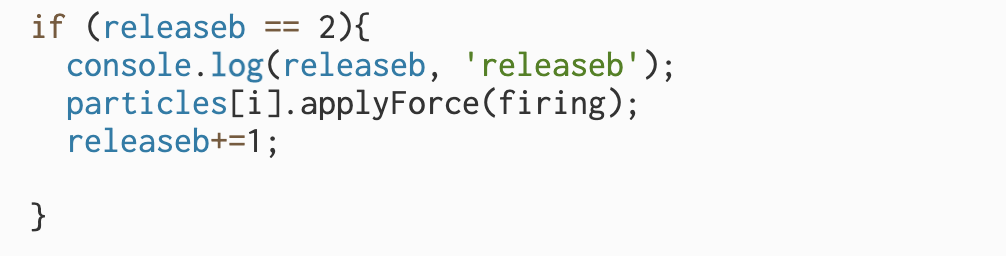 if (releaseb == 2){
  console.log(releaseb, 'releaseb');
  particles[i].applyForce(firing);
  releaseb+=1;

}